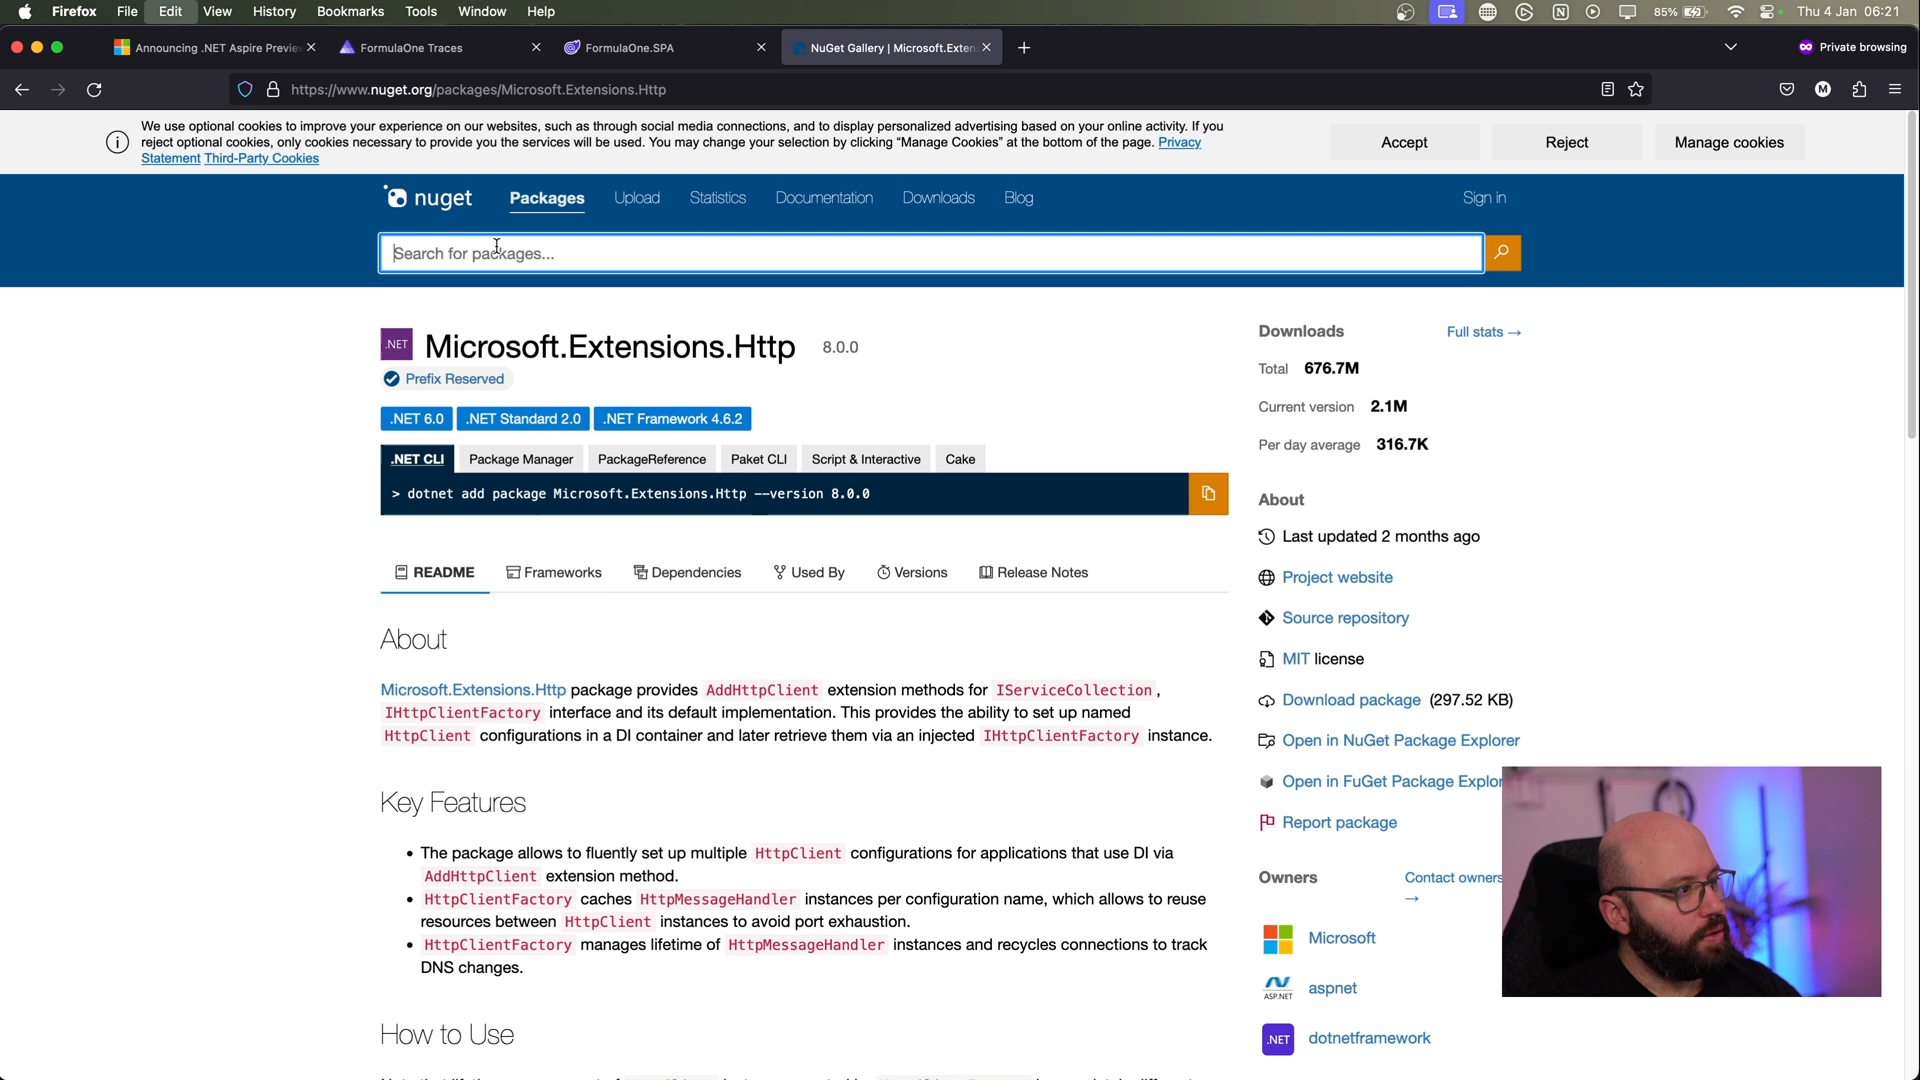 Firefox File Edit View History Bookmarks Tools Window Help 85% Thu 4 Jan 06:21
Announcing .NET Aspire Preview FormulaOne Traces FormulaOne.SPA NuGet Gallery | Microsoft.Exten Private browsing
https://www.nuget.org/packages/Microsoft.Extensions.Http
We use optional cookies to improve your experience on our websites, such as through social media connections, and to display personalized advertising based on your online activity. If you
reject optional cookies, only cookies necessary to provide you the services will be used. You may change your selection by clicking “Manage Cookies” at the bottom of the page. Privacy
Statement Third-Party Cookies
Accept Reject Manage cookies
nuget Packages Upload Statistics Documentation Downloads Blog Sign in
Search for packages...
.NET Microsoft.Extensions.Http 8.0.0
Prefix Reserved
.NET 6.0 .NET Standard 2.0 .NET Framework 4.6.2
.NET CLI Package Manager PackageReference Paket CLI Script & Interactive Cake
> dotnet add package Microsoft.Extensions.Http --version 8.0.0
README Frameworks Dependencies Used By Versions Release Notes
About
Microsoft.Extensions.Http package provides AddHttpClient extension methods for IServiceCollection ,
IHttpClientFactory interface and its default implementation. This provides the ability to set up named
HttpClient configurations in a DI container and later retrieve them via an injected IHttpClientFactory instance.
Key Features
• The package allows to fluently set up multiple HttpClient configurations for applications that use DI via
AddHttpClient extension method.
• HttpClientFactory caches HttpMessageHandler instances per configuration name, which allows to reuse
resources between HttpClient instances to avoid port exhaustion.
• HttpClientFactory manages lifetime of HttpMessageHandler instances and recycles connections to track
DNS changes.
How to Use
Downloads Full stats →
Total 676.7M
Current version 2.1M
Per day average 316.7K
About
Last updated 2 months ago
Project website
Source repository
MIT license
Download package (297.52 KB)
Open in NuGet Package Explorer
Open in FuGet Package Explor
Report package
Owners Contact owners
→
Microsoft
ASP.NET aspnet
.NET dotnetframework